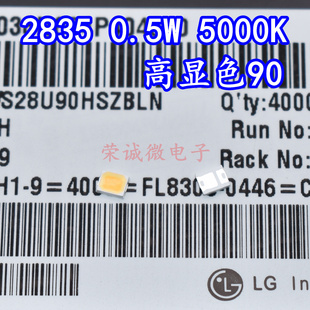 2835 0.5W 5000K
高显色90
S28U90HSZBLN Q'ty:4000
H Run No:
9 Rack No:
荣诚微电子
H1-9=400 =FL830 0446=C
LG In